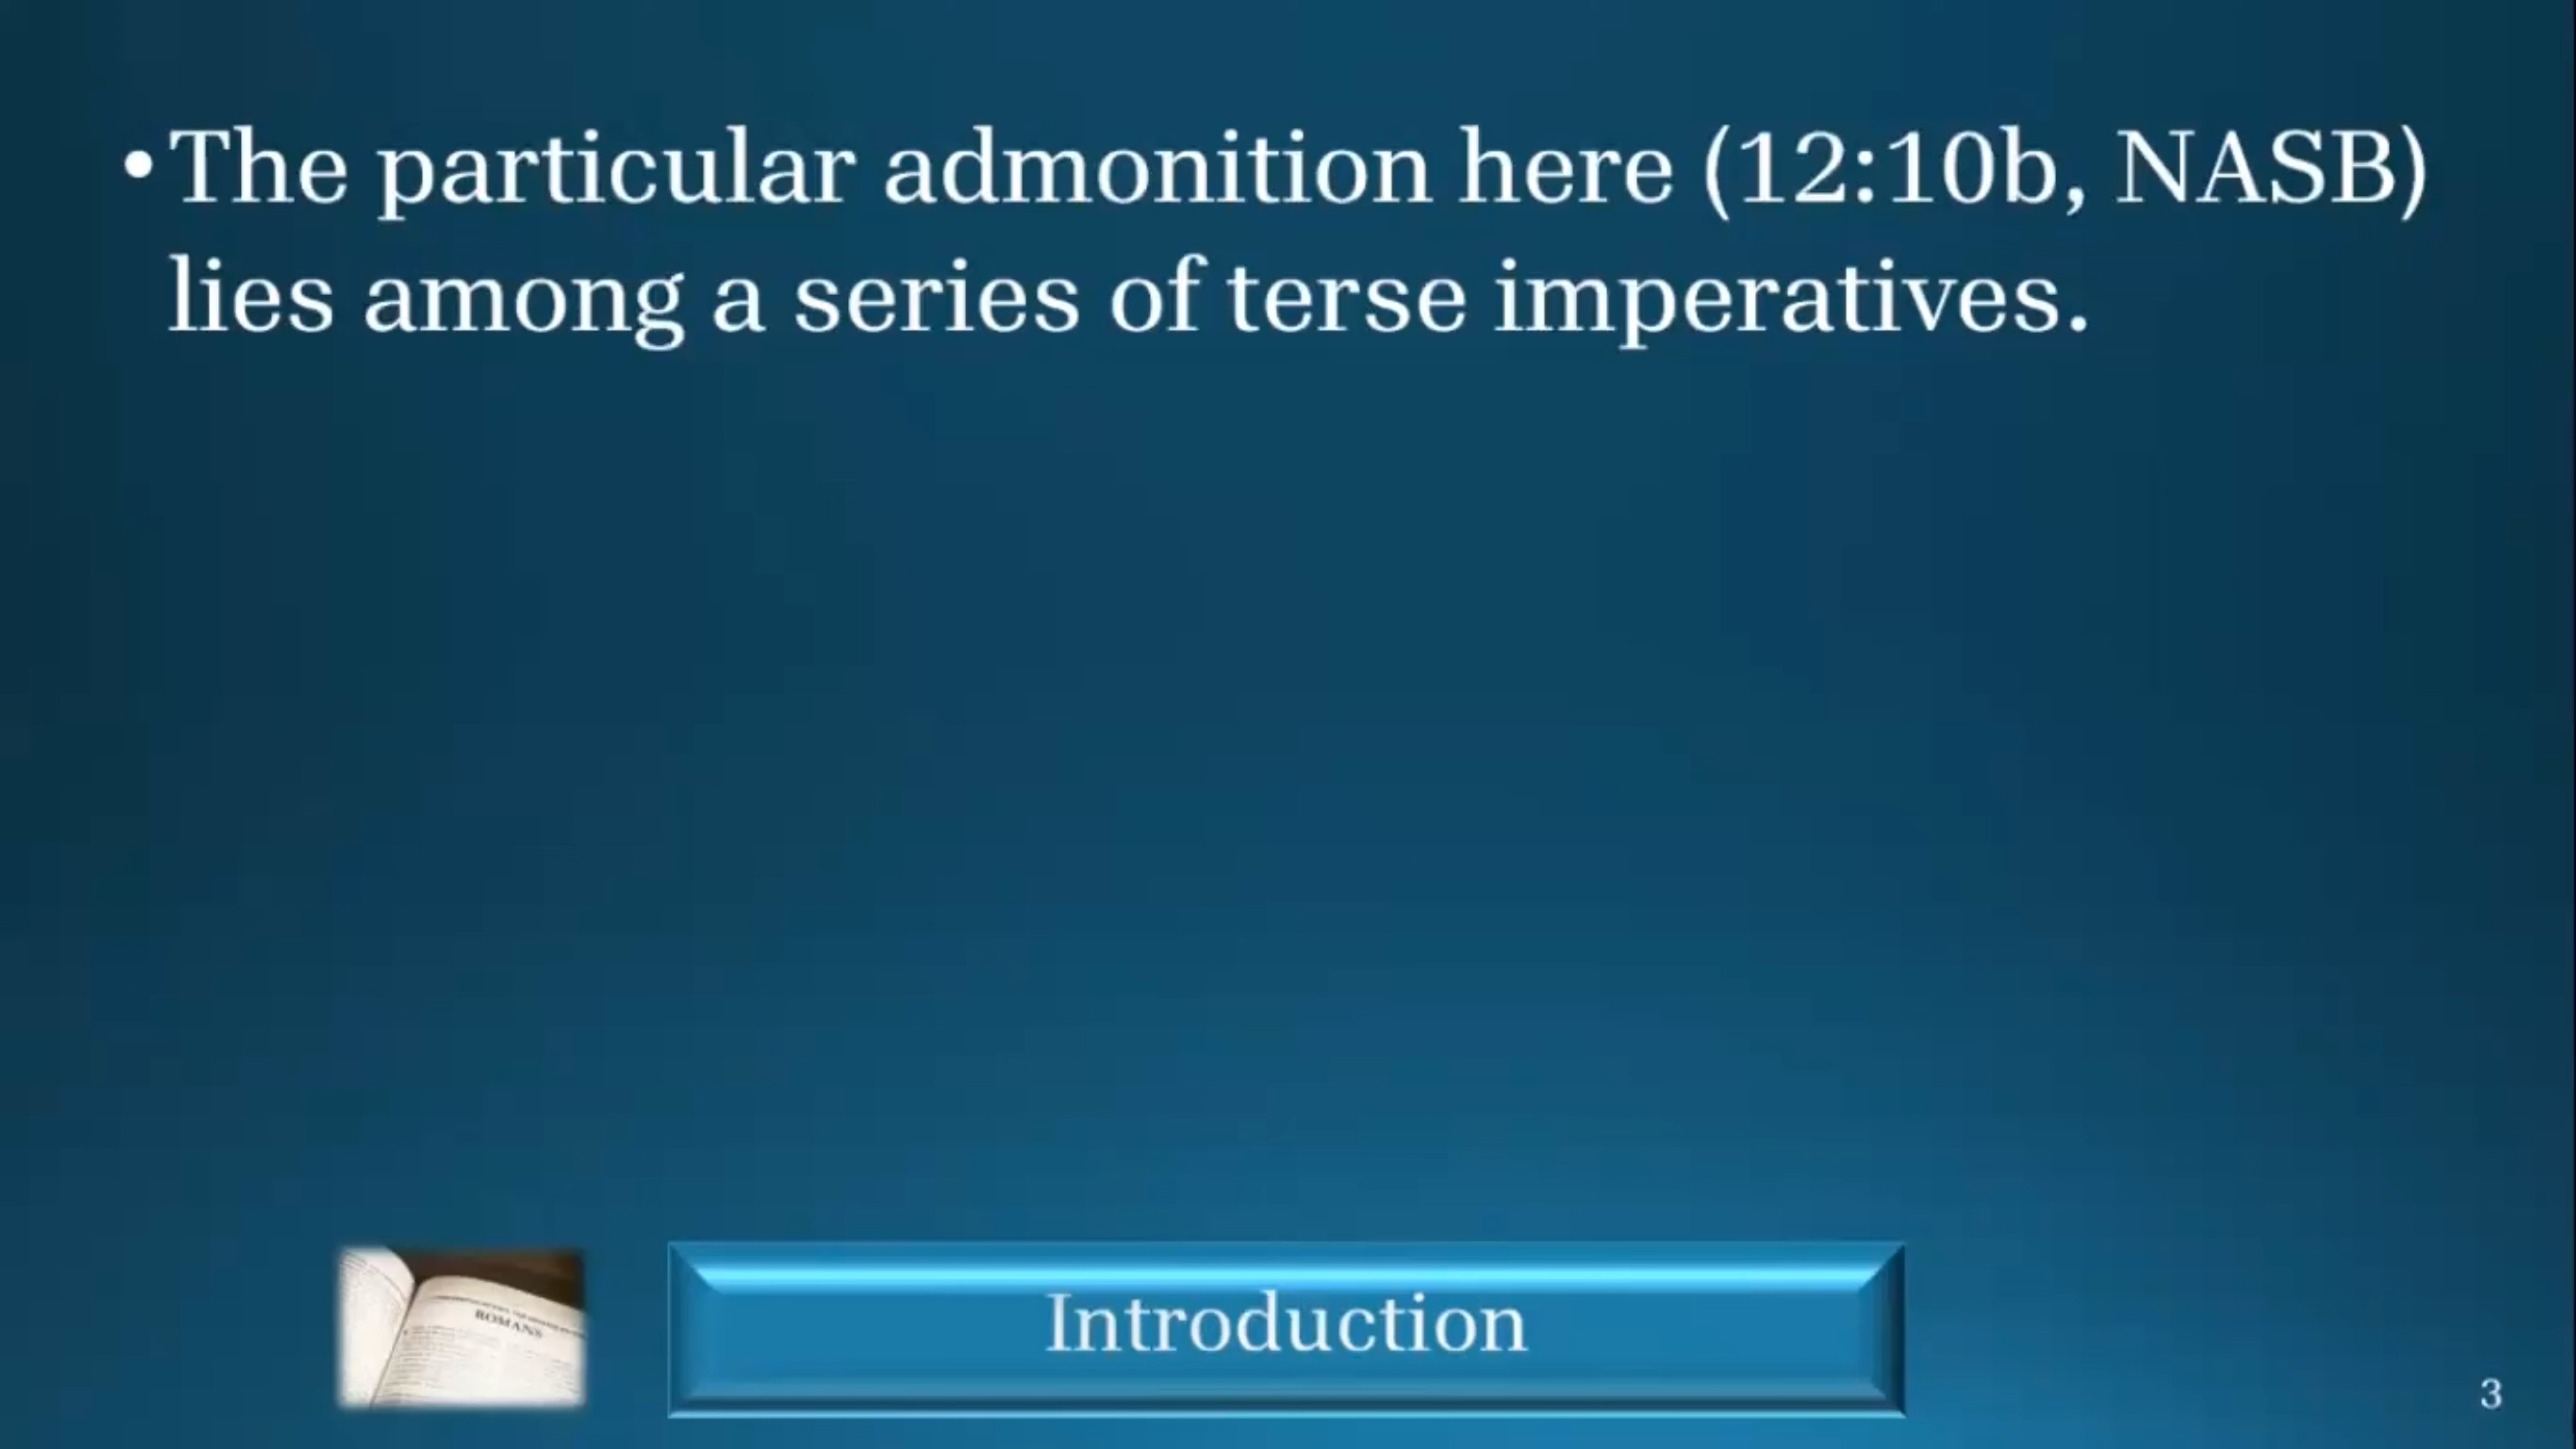 • The particular admonition here (12:10b, NASB)
lies among a series of terse imperatives.
ROMANS
Introduction
3